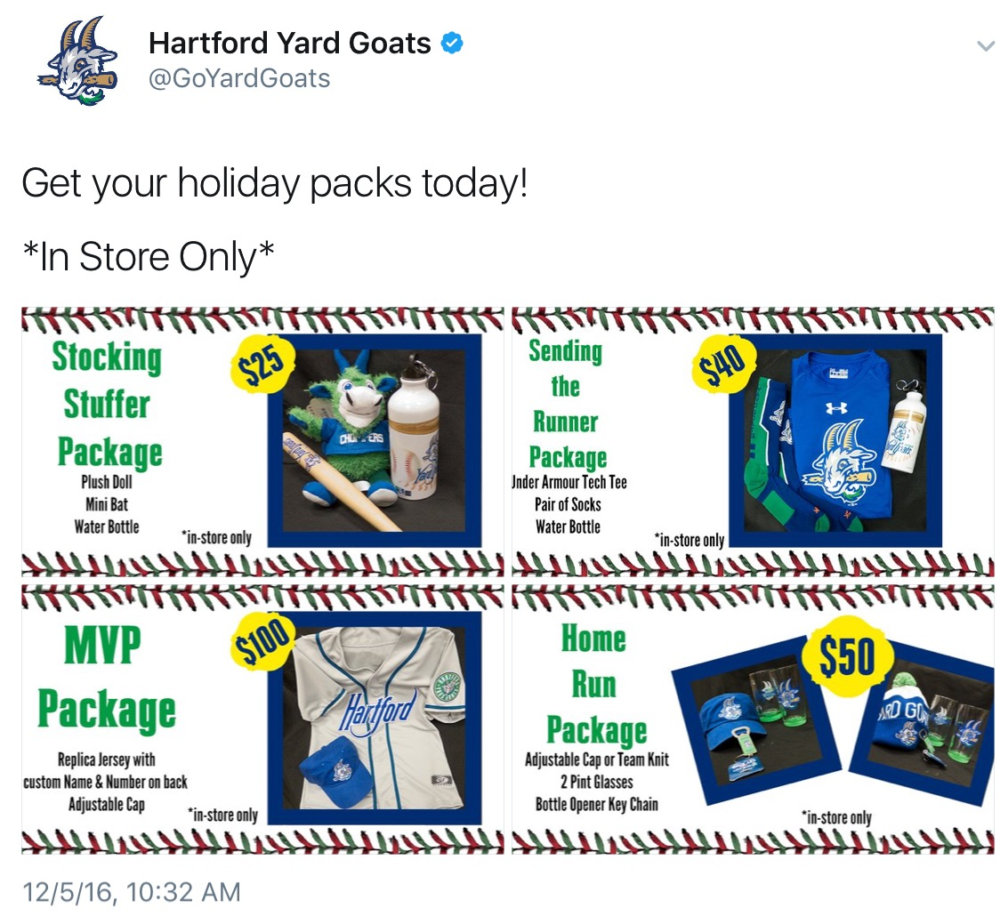 Hartford Yard Goats
@GoYardGoats
Get your holiday packs today!
*In Store Only*
Stocking
Stuffer
Package
Plush Doll
Mini Bat
Water Bottle
*in-store only
$25
CHOMPERS
Sending
the
Runner
Package
Under Armour Tech Tee
Pair of Socks
Water Bottle
*in-store only
$40
MVP
Package
Replica Jersey with
custom Name & Number on back
Adjustable Cap
*in-store only
$100
Hartford
Home
Run
Package
Adjustable Cap or Team Knit
2 Pint Glasses
Bottle Opener Key Chain
*in-store only
$50
12/5/16, 10:32 AM